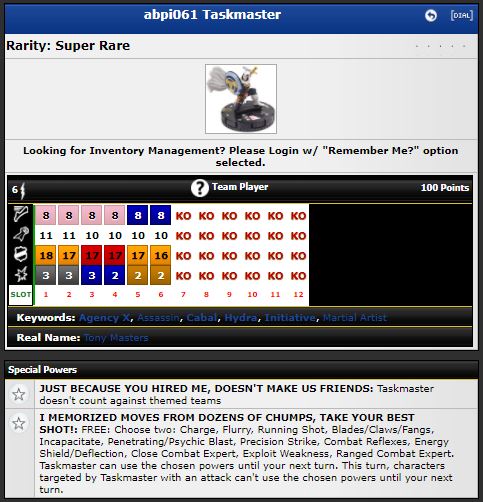 abpi061 Taskmaster
[DIAL]
Rarity: Super Rare
Looking for Inventory Management? Please Login w/ "Remember Me?" option
selected.
6 ? Team Player 100 Points
8 8 8 8 8 8 KO KO KO KO KO KO
11 11 10 10 10 10 KO KO KO KO KO KO
18 17 17 17 17 16 KO KO KO KO KO KO
3 3 3 2 2 2 KO KO KO KO KO KO
SLOT 1 2 3 4 5 6 7 8 9 10 11 12
Keywords: Agency X, Assassin, Cabal, Hydra, Initiative, Martial Artist
Real Name: Tony Masters
Special Powers
JUST BECAUSE YOU HIRED ME, DOESN'T MAKE US FRIENDS: Taskmaster
doesn't count against themed teams
I MEMORIZED MOVES FROM DOZENS OF CHUMPS, TAKE YOUR BEST
SHOT!: FREE: Choose two: Charge, Flurry, Running Shot, Blades/Claws/Fangs,
Incapacitate, Penetrating/Psychic Blast, Precision Strike, Combat Reflexes, Energy
Shield/Deflection, Close Combat Expert, Exploit Weakness, Ranged Combat Expert.
Taskmaster can use the chosen powers until your next turn. This turn, characters
targeted by Taskmaster with an attack can't use the chosen powers until your next
turn.